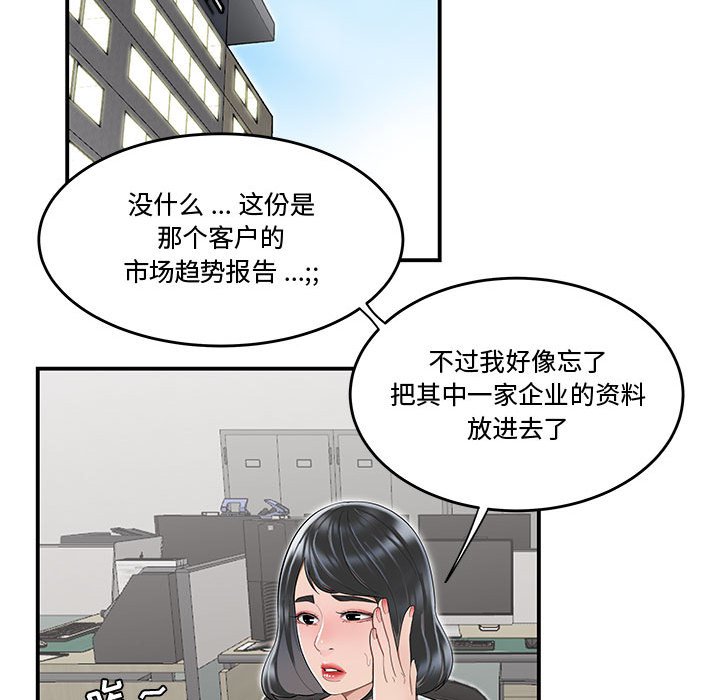 没什么 ... 这份是
那个客户的
市场趋势报告 ...;;
不过我好像忘了
把其中一家企业的资料
放进去了